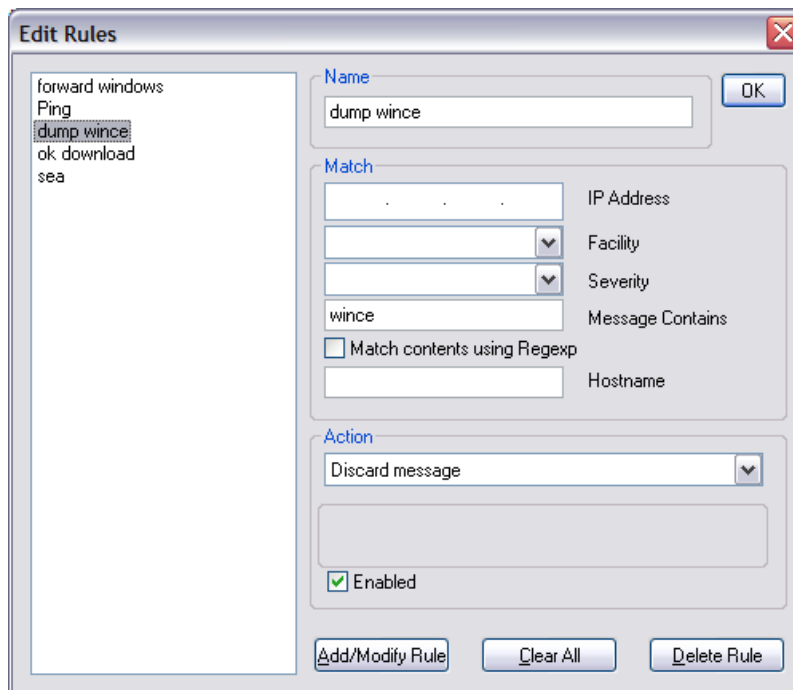 Edit Rules
forward windows
Ping
dump wince
ok download
sea
Name
dump wince
OK
Match
. . .
IP Address
Facility
Severity
wince
Message Contains
Match contents using Regexp
Hostname
Action
Discard message
Enabled
Add/Modify Rule
Clear All
Delete Rule